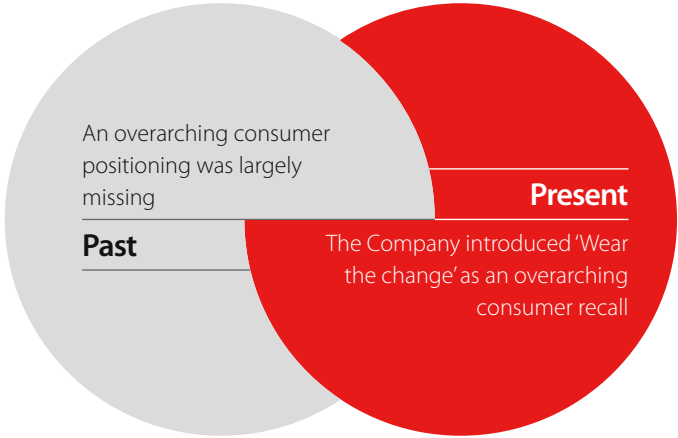 An overarching consumer
positioning was largely
missing
Past
Present
The Company introduced ‘Wear
the change’ as an overarching
consumer recall